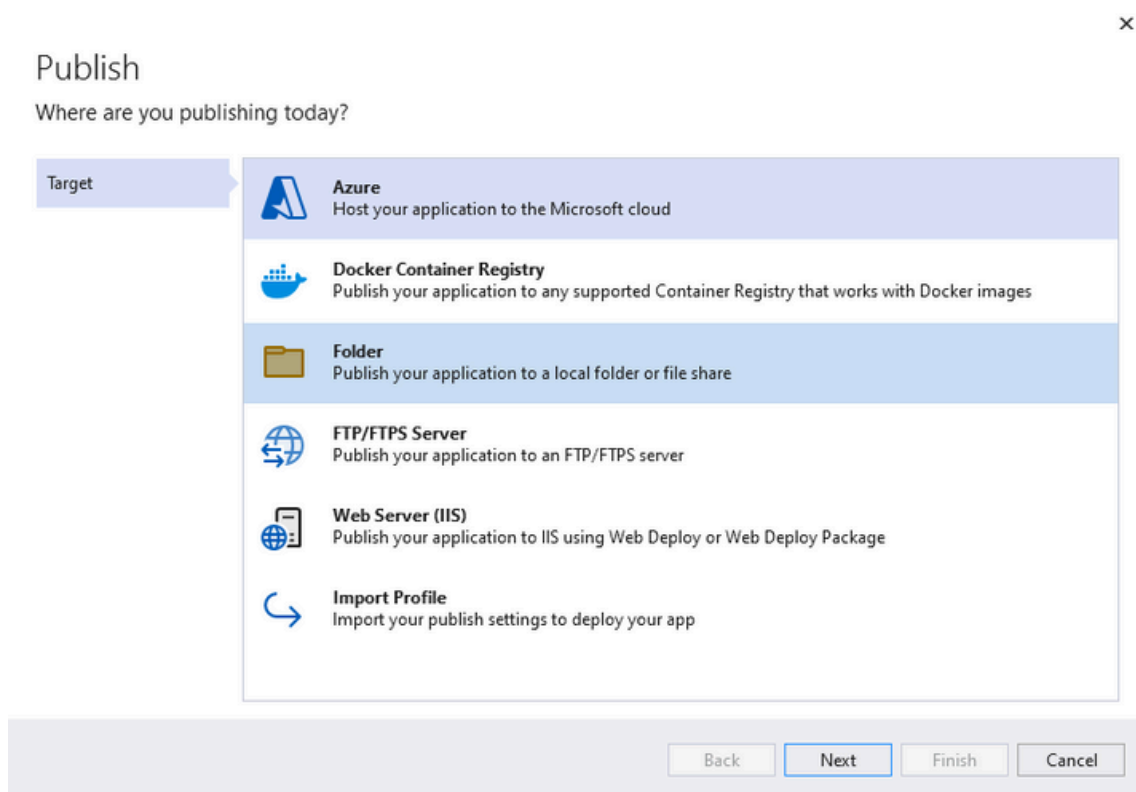 Publish
Where are you publishing today?
Target
Azure
Host your application to the Microsoft cloud
Docker Container Registry
Publish your application to any supported Container Registry that works with Docker images
Folder
Publish your application to a local folder or file share
FTP/FTPS Server
Publish your application to an FTP/FTPS server
Web Server (IIS)
Publish your application to IIS using Web Deploy or Web Deploy Package
Import Profile
Import your publish settings to deploy your app
Back
Next
Finish
Cancel